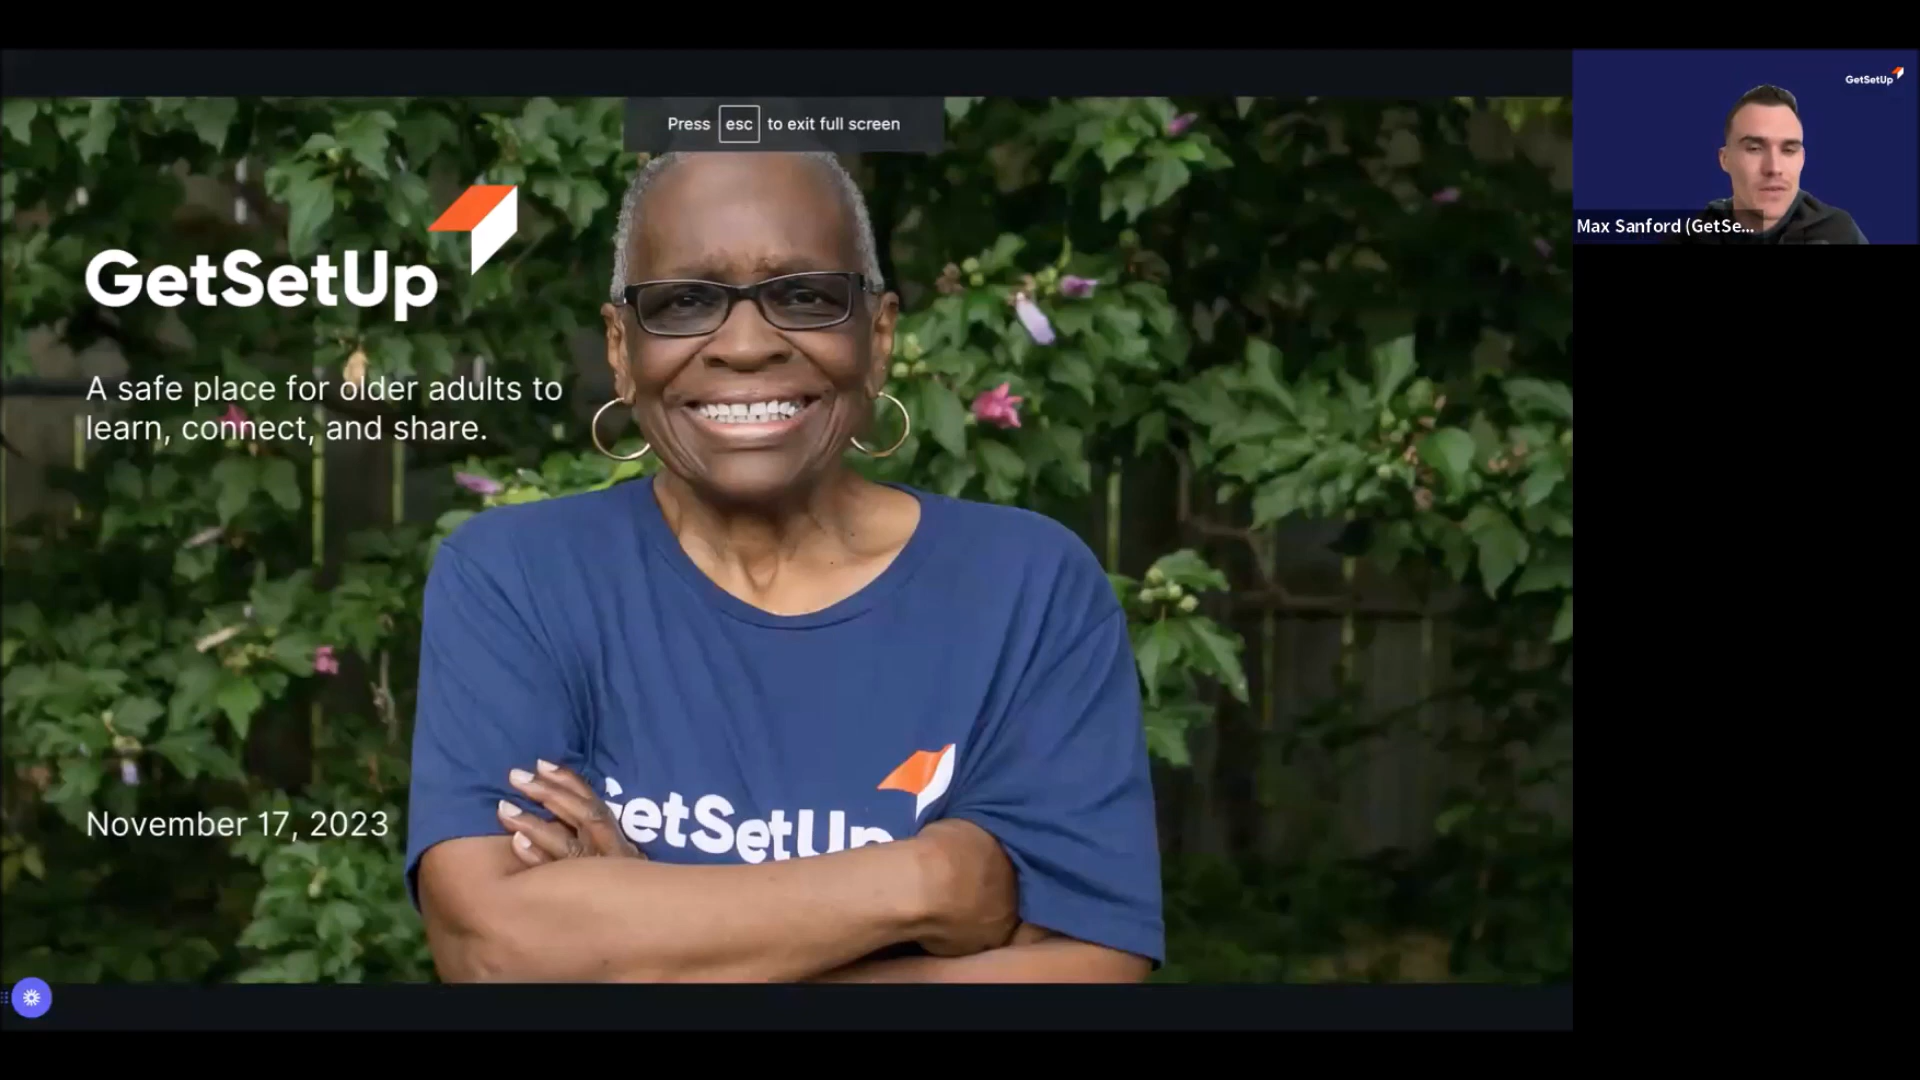 Press esc to exit full screen
GetSetUp
GetSetUp
Max Sanford (GetSe...
A safe place for older adults to
learn, connect, and share.
GetSetUp
November 17, 2023